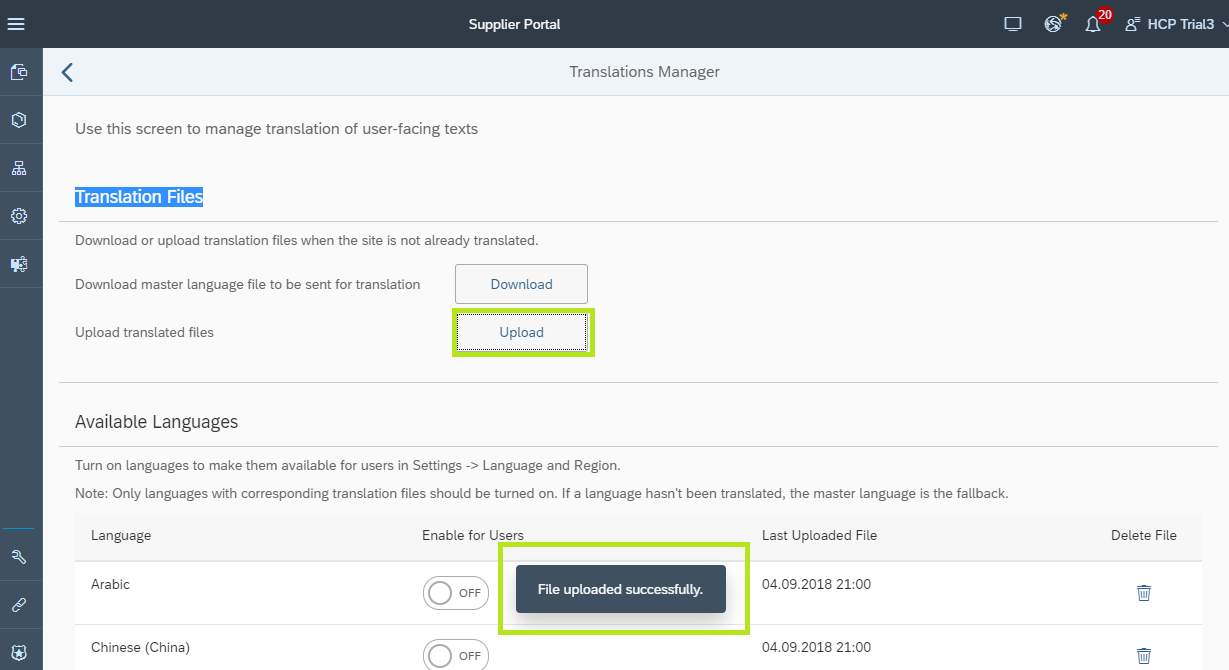 Supplier Portal
20
HCP Trial3
Translations Manager
Use this screen to manage translation of user-facing texts
Translation Files
Download or upload translation files when the site is not already translated.
Download master language file to be sent for translation
Download
Upload translated files
Upload
Available Languages
Turn on languages to make them available for users in Settings -> Language and Region.
Note: Only languages with corresponding translation files should be turned on. If a language hasn't been translated, the master language is the fallback.
Language Enable for Users Last Uploaded File Delete File
Arabic OFF File uploaded successfully. 04.09.2018 21:00
Chinese (China) OFF 04.09.2018 21:00